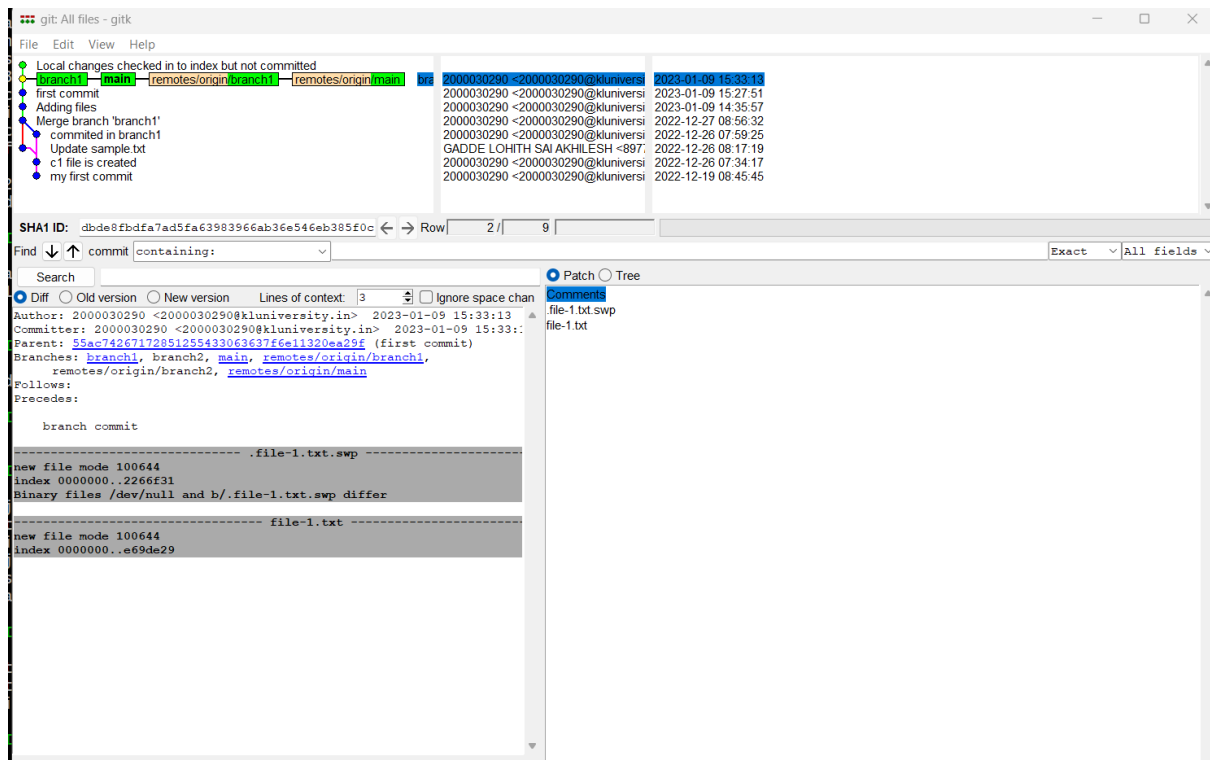 git: All files - gitk
File Edit View Help
Local changes checked in to index but not committed
branch1 main remotes/origin/branch1 remotes/origin/main bra 2000030290 <2000030290@kluniversi 2023-01-09 15:33:13
first commit 2000030290 <2000030290@kluniversi 2023-01-09 15:27:51
Adding files 2000030290 <2000030290@kluniversi 2023-01-09 14:35:57
Merge branch 'branch1' 2000030290 <2000030290@kluniversi 2022-12-27 08:56:32
commited in branch1 2000030290 <2000030290@kluniversi 2022-12-26 07:59:25
Update sample.txt GADDE LOHITH SAI AKHILESH <897 2022-12-26 08:17:19
c1 file is created 2000030290 <2000030290@kluniversi 2022-12-26 07:34:17
my first commit 2000030290 <2000030290@kluniversi 2022-12-19 08:45:45
SHA1 ID: dbde8fbdfa7ad5fa63983966ab36e546eb385f0c ← → Row 2 / 9
Find ↓ ↑ commit containing: Exact All fields
Search
Patch Tree
Diff Old version New version Lines of context: 3 Ignore space chan
Author: 2000030290 <2000030290@kluniversity.in> 2023-01-09 15:33:13
Committer: 2000030290 <2000030290@kluniversity.in> 2023-01-09 15:33:1
Parent: 55ac74267172851255433063637f6e11320ea29f (first commit)
Branches: branch1, branch2, main, remotes/origin/branch1,
remotes/origin/branch2, remotes/origin/main
Follows:
Precedes:
branch commit
------------------------------- .file-1.txt.swp -----------------------
new file mode 100644
index 0000000..2266f31
Binary files /dev/null and b/.file-1.txt.swp differ
---------------------------------- file-1.txt -------------------------
new file mode 100644
index 0000000..e69de29
Comments
.file-1.txt.swp
file-1.txt